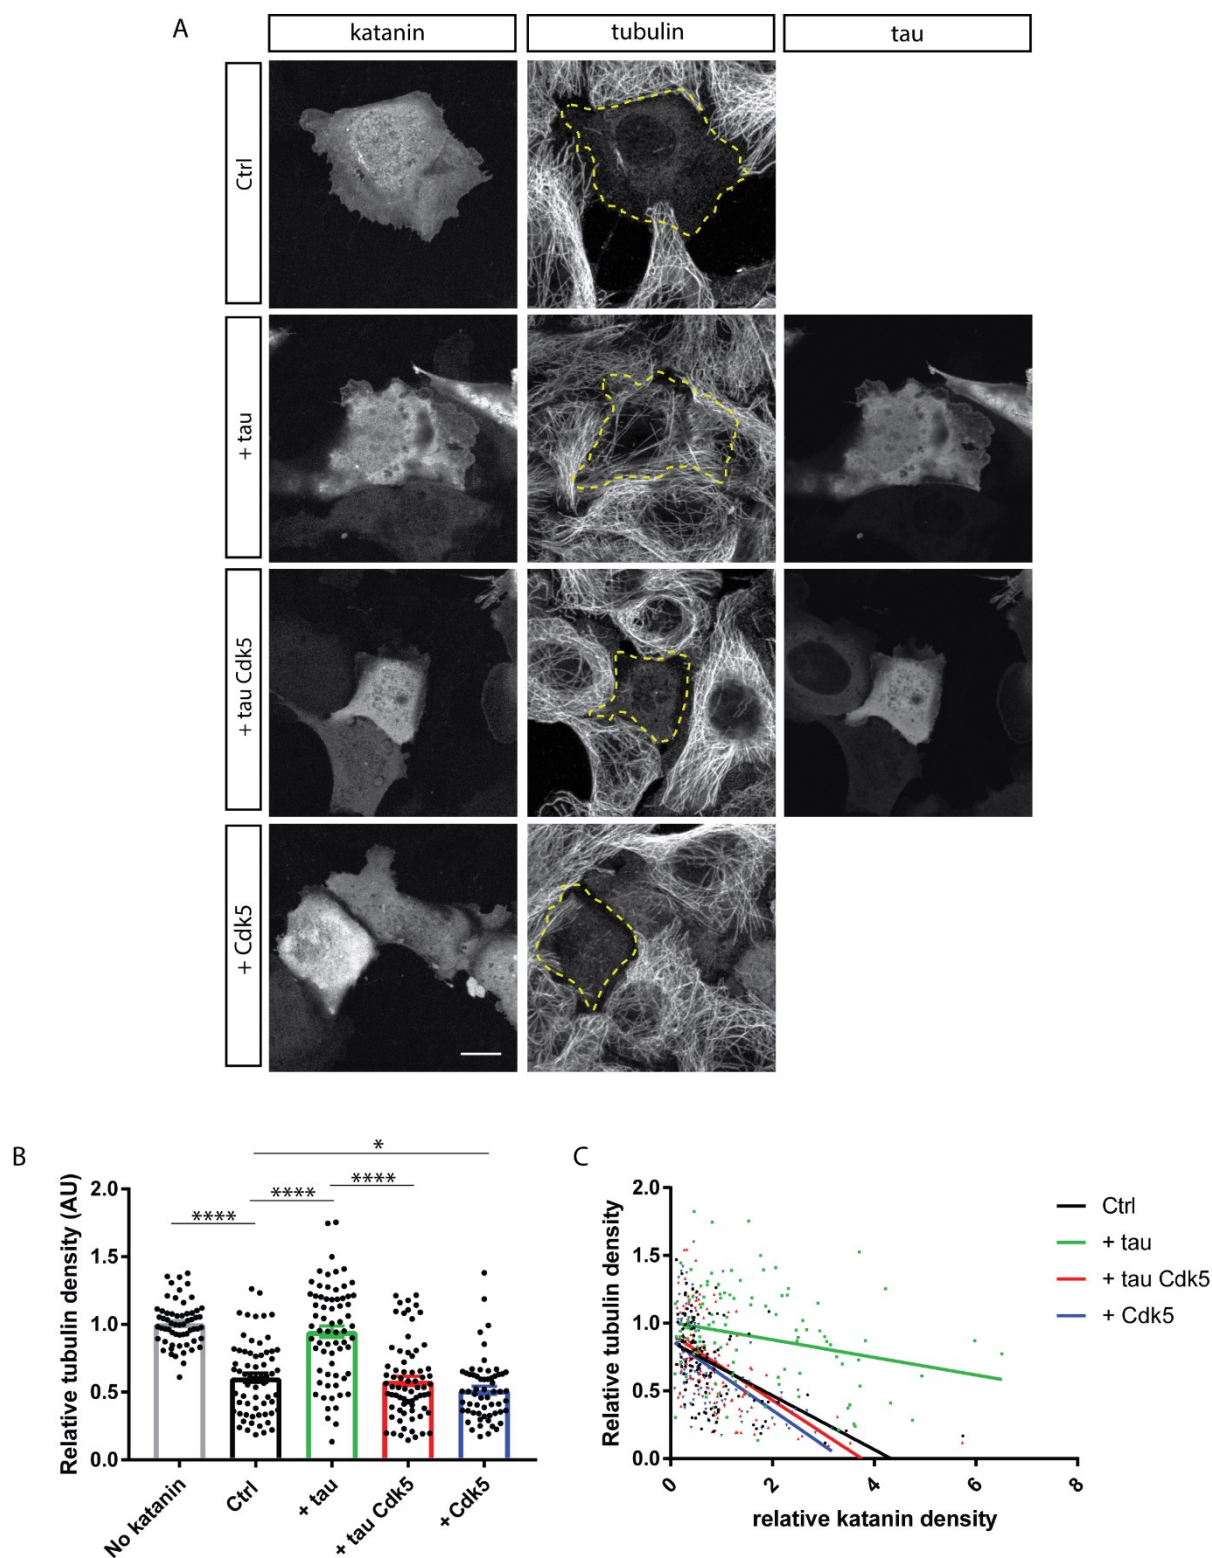 A
katanin
tubulin
tau
Ctrl
+ tau
+ tau Cdk5
+ Cdk5
B
Relative tubulin density (AU)
2.0
1.5
1.0
0.5
0.0
*
****
****
****
No katanin
Ctrl
+ tau
+ tau Cdk5
+ Cdk5
C
Relative tubulin density
2.0
1.5
1.0
0.5
0.0
0
2
4
6
8
relative katanin density
Ctrl
+ tau
+ tau Cdk5
+ Cdk5